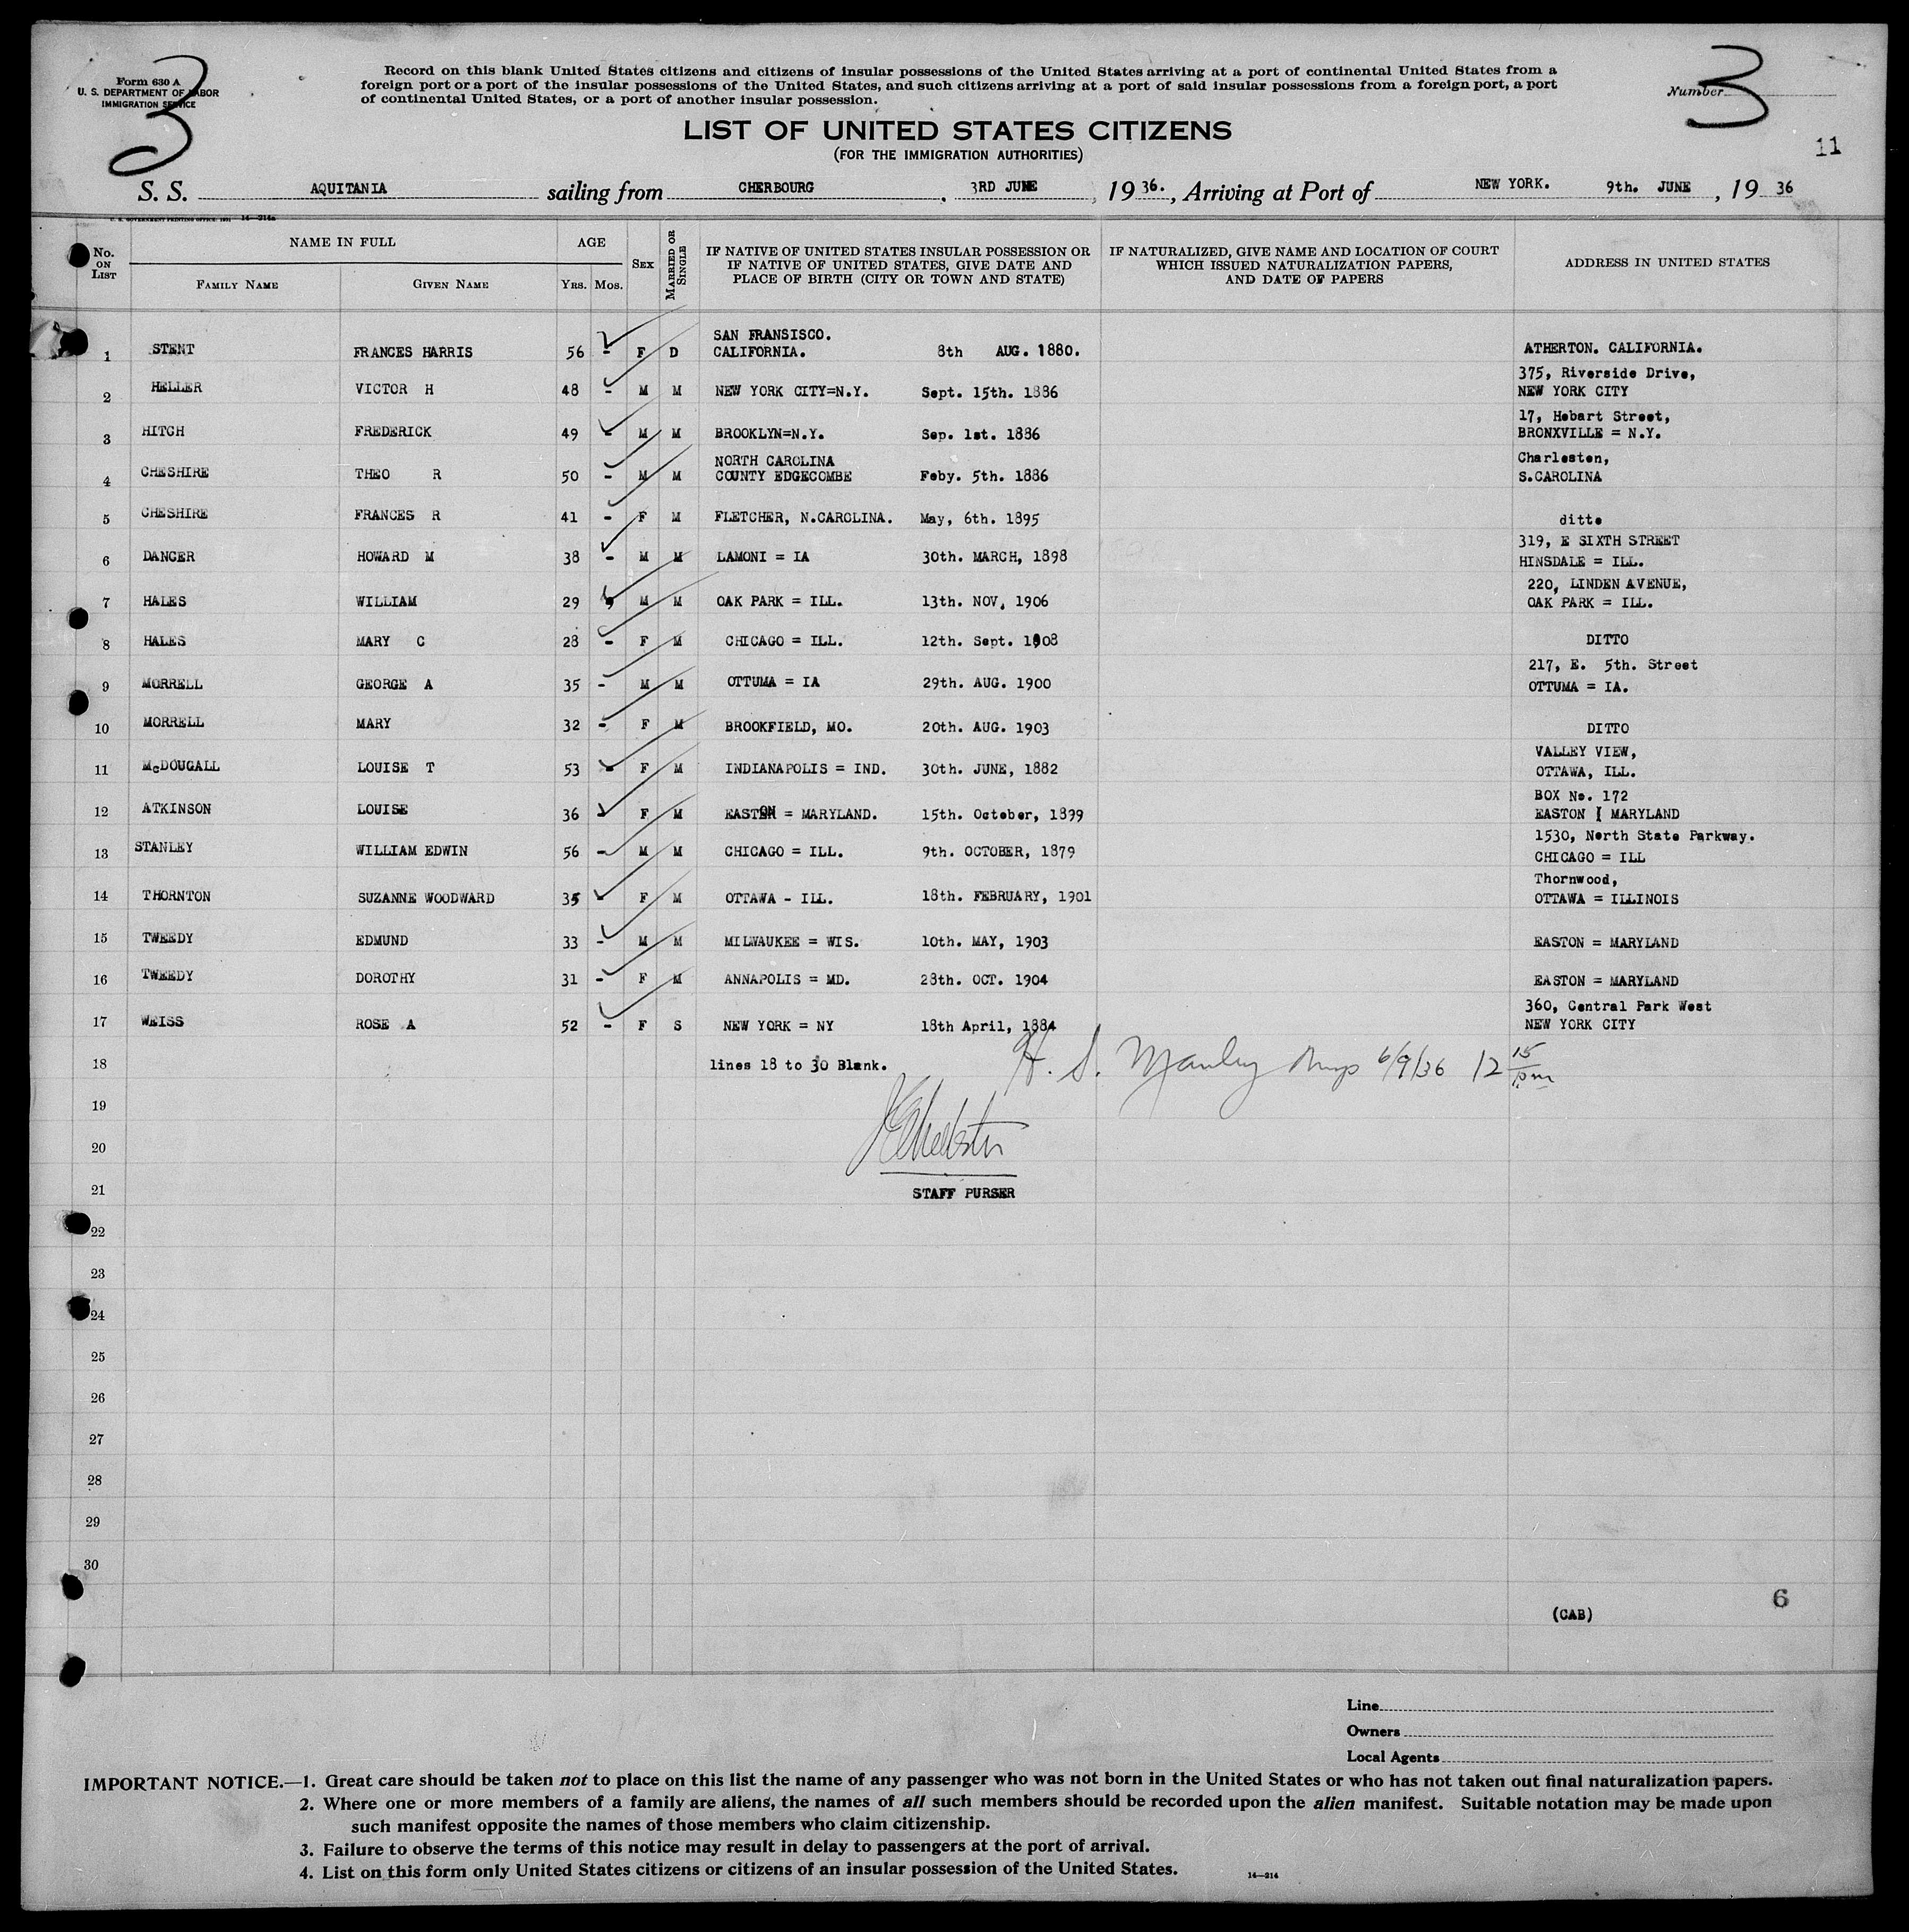 3
Form 630 A
U. S. DEPARTMENT OF LABOR
IMMIGRATION SERVICE
Record on this blank United States citizens and citizens of insular possessions of the United States arriving at a port of continental United States from a
foreign port or a port of the insular possessions of the United States, and such citizens arriving at a port of said insular possessions from a foreign port, a port
of continental United States, or a port of another insular possession.
Number 3
LIST OF UNITED STATES CITIZENS
(FOR THE IMMIGRATION AUTHORITIES)
11
S. S. AQUITANIA sailing from CHERBOURG, 3RD JUNE, 1936., Arriving at Port of NEW YORK. 9th. JUNE, 1936
U. S. GOVERNMENT PRINTING OFFICE: 1931 14—214a
No. ON LIST
NAME IN FULL
FAMILY NAME
GIVEN NAME
AGE
Yrs. Mos.
SEX
MARRIED OR SINGLE
IF NATIVE OF UNITED STATES INSULAR POSSESSION OR
IF NATIVE OF UNITED STATES, GIVE DATE AND
PLACE OF BIRTH (CITY OR TOWN AND STATE)
IF NATURALIZED, GIVE NAME AND LOCATION OF COURT
WHICH ISSUED NATURALIZATION PAPERS,
AND DATE OF PAPERS
ADDRESS IN UNITED STATES
SAN FRANSISCO.
1 STENT FRANCES HARRIS 56 - F D CALIFORNIA. 8th AUG. 1880. ATHERTON. CALIFORNIA.
375, Riverside Drive,
2 HELLER VICTOR H 48 - M M NEW YORK CITY=N.Y. Sept. 15th. 1886 NEW YORK CITY
17, Hobart Street,
3 HITCH FREDERICK 49 - M M BROOKLYN=N.Y. Sep. 1st. 1886 BRONXVILLE = N.Y.
NORTH CAROLINA Charleston,
4 CHESHIRE THEO R 50 - M M COUNTY EDGECOMBE Feby. 5th. 1886 S.CAROLINA
5 CHESHIRE FRANCES R 41 - F M FLETCHER, N.CAROLINA. May, 6th. 1895 ditto
319, E SIXTH STREET
6 DANCER HOWARD M 38 - M M LAMONI = IA 30th. MARCH, 1898 HINSDALE = ILL.
220, LINDEN AVENUE,
7 HALES WILLIAM 29 M M OAK PARK = ILL. 13th. NOV, 1906 OAK PARK = ILL.
8 HALES MARY C 28 - F M CHICAGO = ILL. 12th. Sept. 1908 DITTO
217, E. 5th. Street
9 MORRELL GEORGE A 35 - M M OTTUMA = IA 29th. AUG. 1900 OTTUMA = IA.
10 MORRELL MARY 32 - F M BROOKFIELD, MO. 20th. AUG. 1903 DITTO
VALLEY VIEW,
11 McDOUGALL LOUISE T 53 - F M INDIANAPOLIS = IND. 30th. JUNE, 1882 OTTAWA, ILL.
BOX No. 172
12 ATKINSON LOUISE 36 - F M EASTON = MARYLAND. 15th. October, 1899 EASTON MARYLAND
1530, North State Parkway.
13 STANLEY WILLIAM EDWIN 56 - M M CHICAGO = ILL. 9th. OCTOBER, 1879 CHICAGO = ILL
Thornwood,
14 THORNTON SUZANNE WOODWARD 35 - F M OTTAWA - ILL. 18th. FEBRUARY, 1901 OTTAWA = ILLINOIS
15 TWEEDY EDMUND 33 - M M MILWAUKEE = WIS. 10th. MAY, 1903 EASTON = MARYLAND
16 TWEEDY DOROTHY 31 - F M ANNAPOLIS = MD. 28th. OCT. 1904 EASTON = MARYLAND
360, Central Park West
17 WEISS ROSE A 52 - F S NEW YORK = NY 18th April, 1884 NEW YORK CITY
18 lines 18 to 30 Blank. H. S. Manley 6/9/36 12 15 pm
19
20
21 STAFF PURSER
22
23
24
25
26
27
28
29
30
6
(CAB)
Line
Owners
Local Agents
IMPORTANT NOTICE.—1. Great care should be taken not to place on this list the name of any passenger who was not born in the United States or who has not taken out final naturalization papers.
2. Where one or more members of a family are aliens, the names of all such members should be recorded upon the alien manifest. Suitable notation may be made upon
such manifest opposite the names of those members who claim citizenship.
3. Failure to observe the terms of this notice may result in delay to passengers at the port of arrival.
4. List on this form only United States citizens or citizens of an insular possession of the United States.
14—214